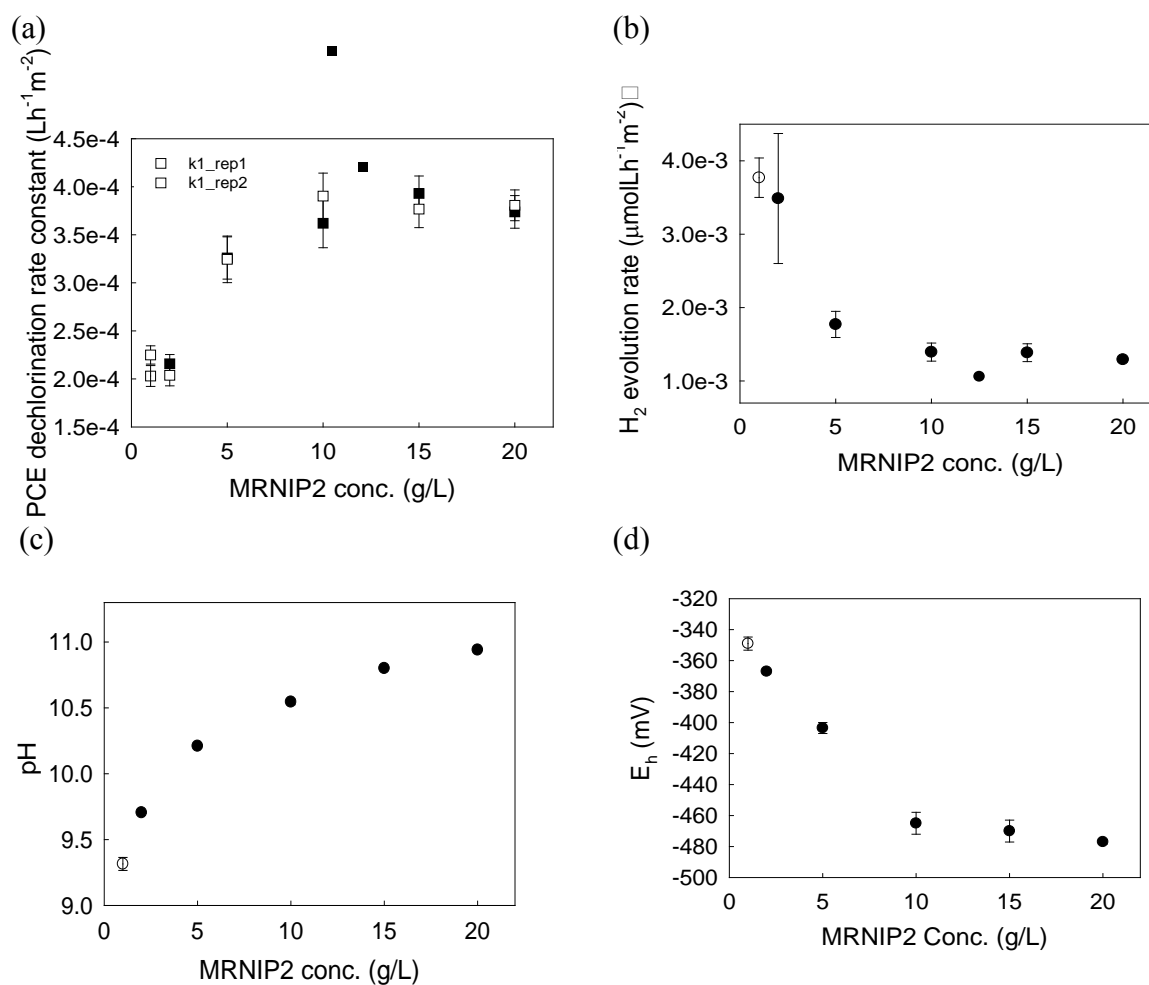 (a)
PCE dechlorination rate constant (Lh⁻¹m⁻²)
4.5e-4
4.0e-4
3.5e-4
3.0e-4
2.5e-4
2.0e-4
1.5e-4
k1_rep1
k1_rep2
0 5 10 15 20
MRNIP2 conc. (g/L)
(b)
H₂ evolution rate (μmolLh⁻¹m⁻²)
4.0e-3
3.0e-3
2.0e-3
1.0e-3
0 5 10 15 20
MRNIP2 conc. (g/L)
(c)
pH
11.0
10.5
10.0
9.5
9.0
0 5 10 15 20
MRNIP2 conc. (g/L)
(d)
E_h (mV)
-320
-340
-360
-380
-400
-420
-440
-460
-480
-500
0 5 10 15 20
MRNIP2 Conc. (g/L)